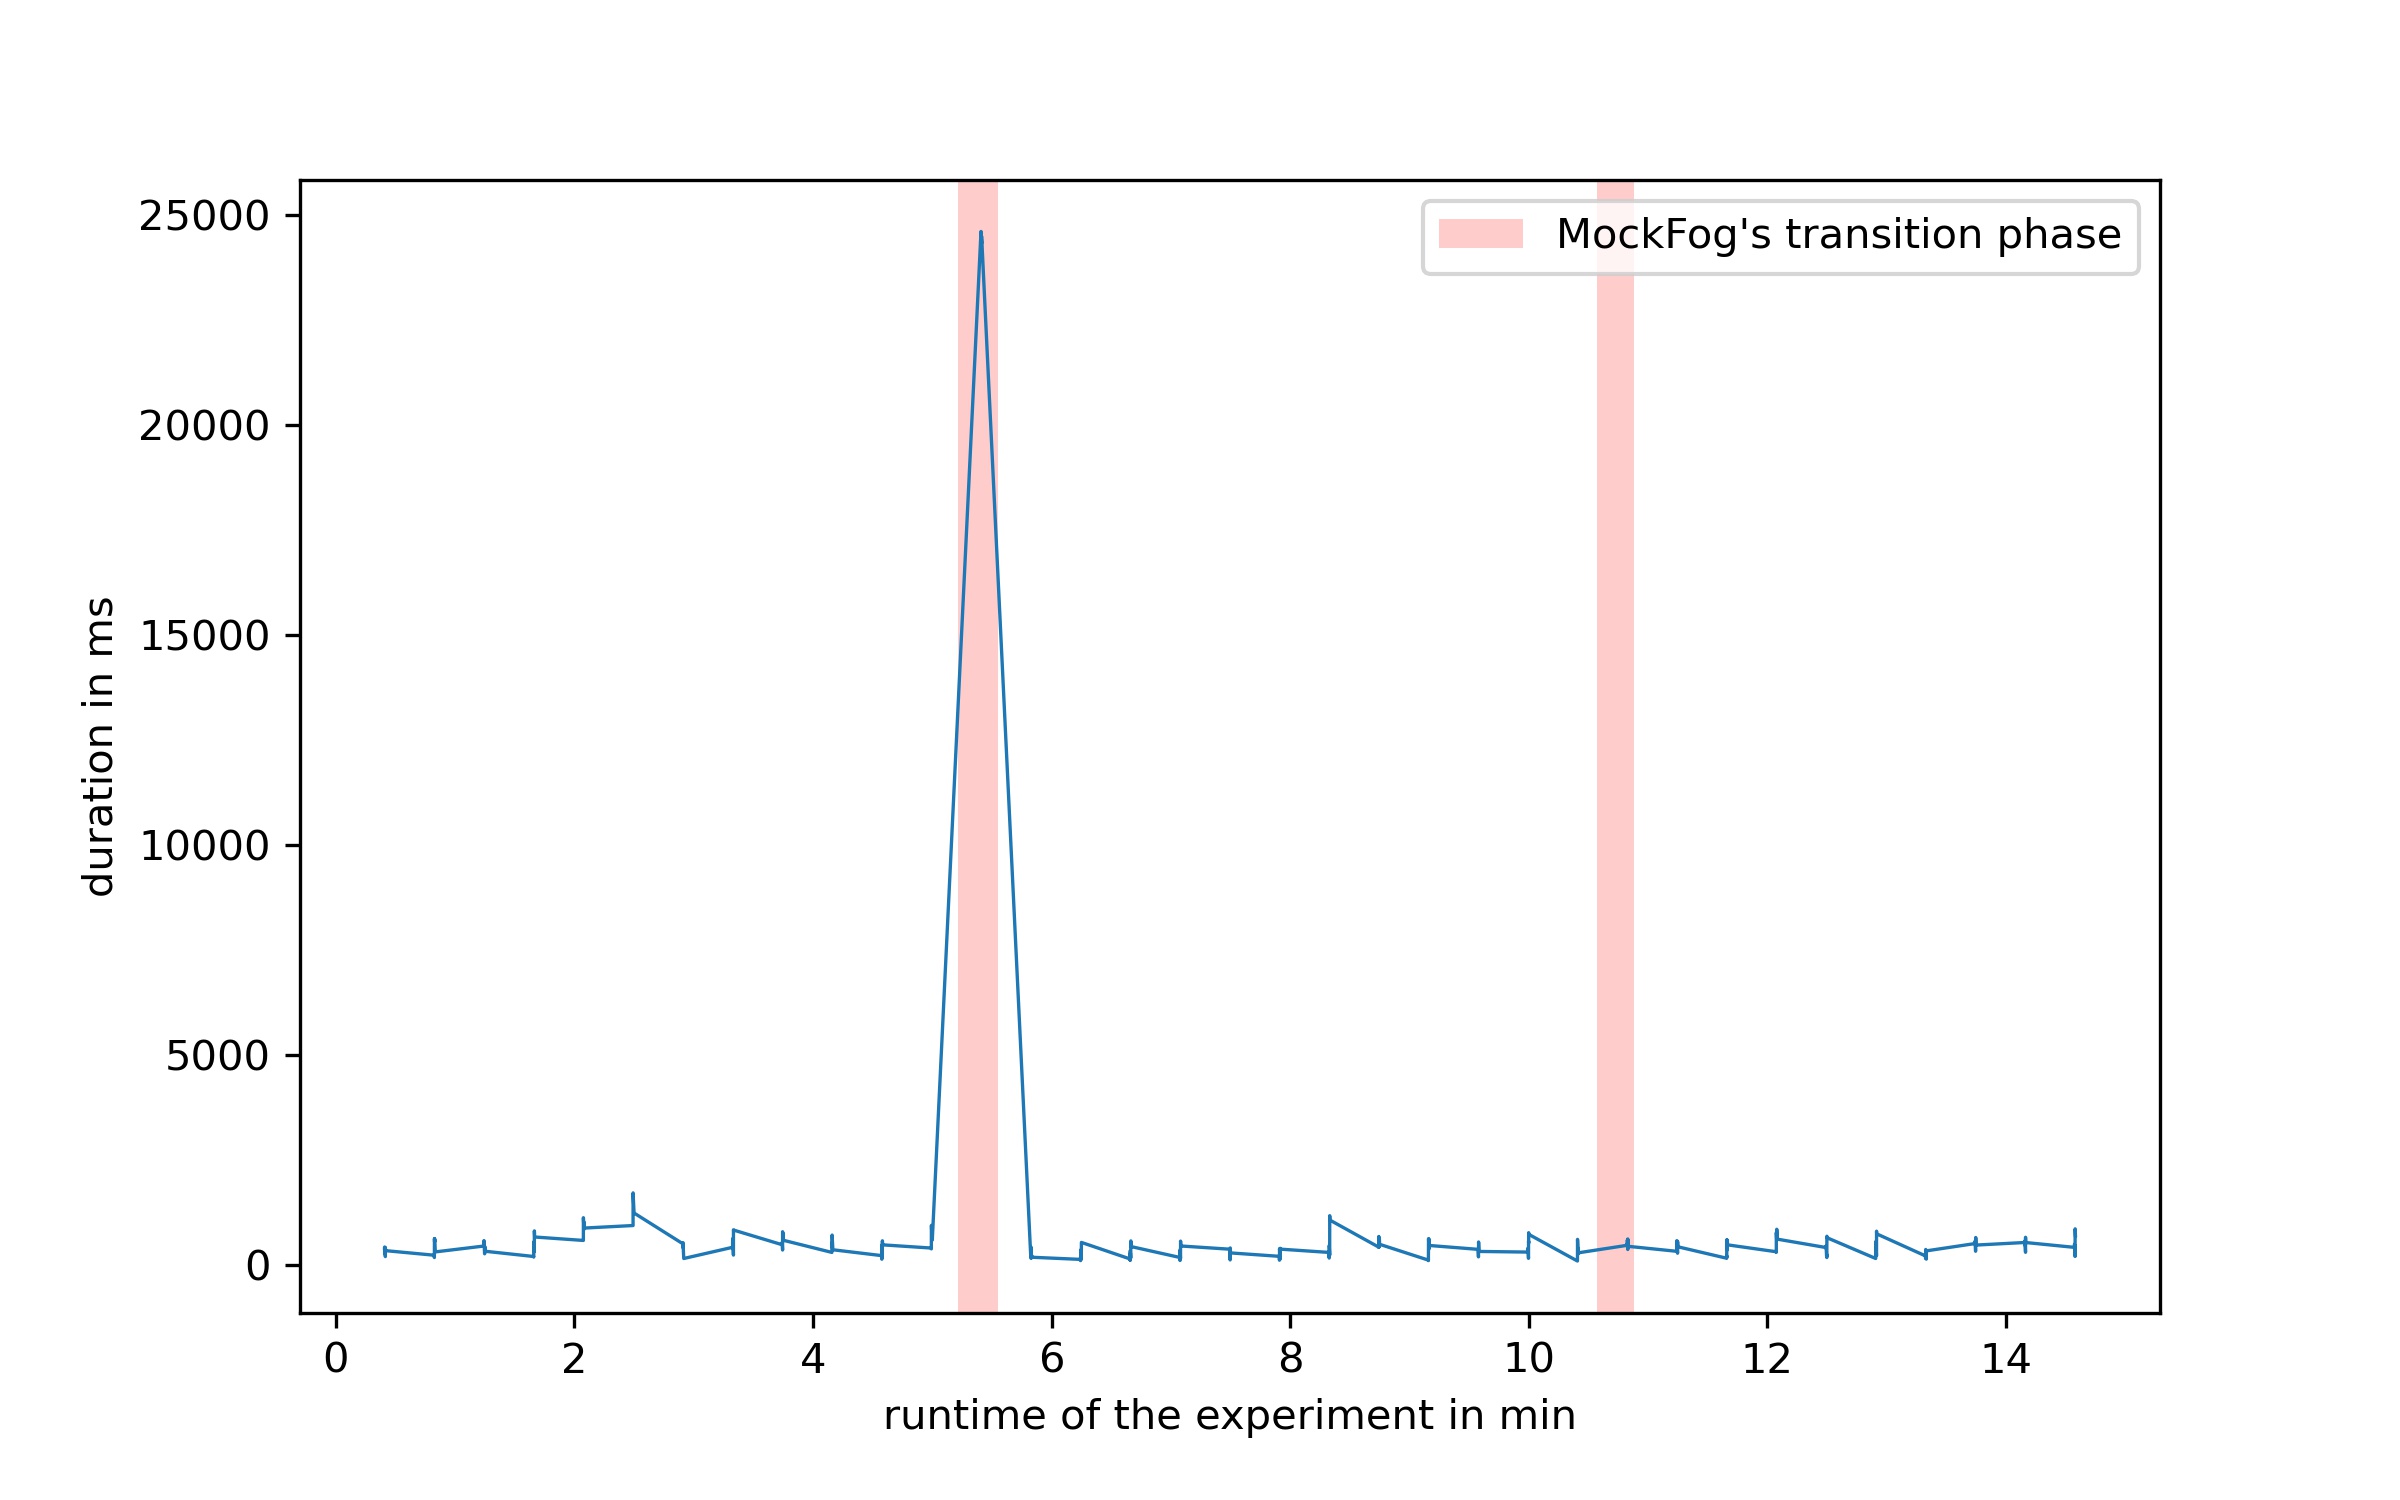 MockFog's transition phase
25000
20000
15000
10000
5000
0
duration in ms
0 2 4 6 8 10 12 14
runtime of the experiment in min